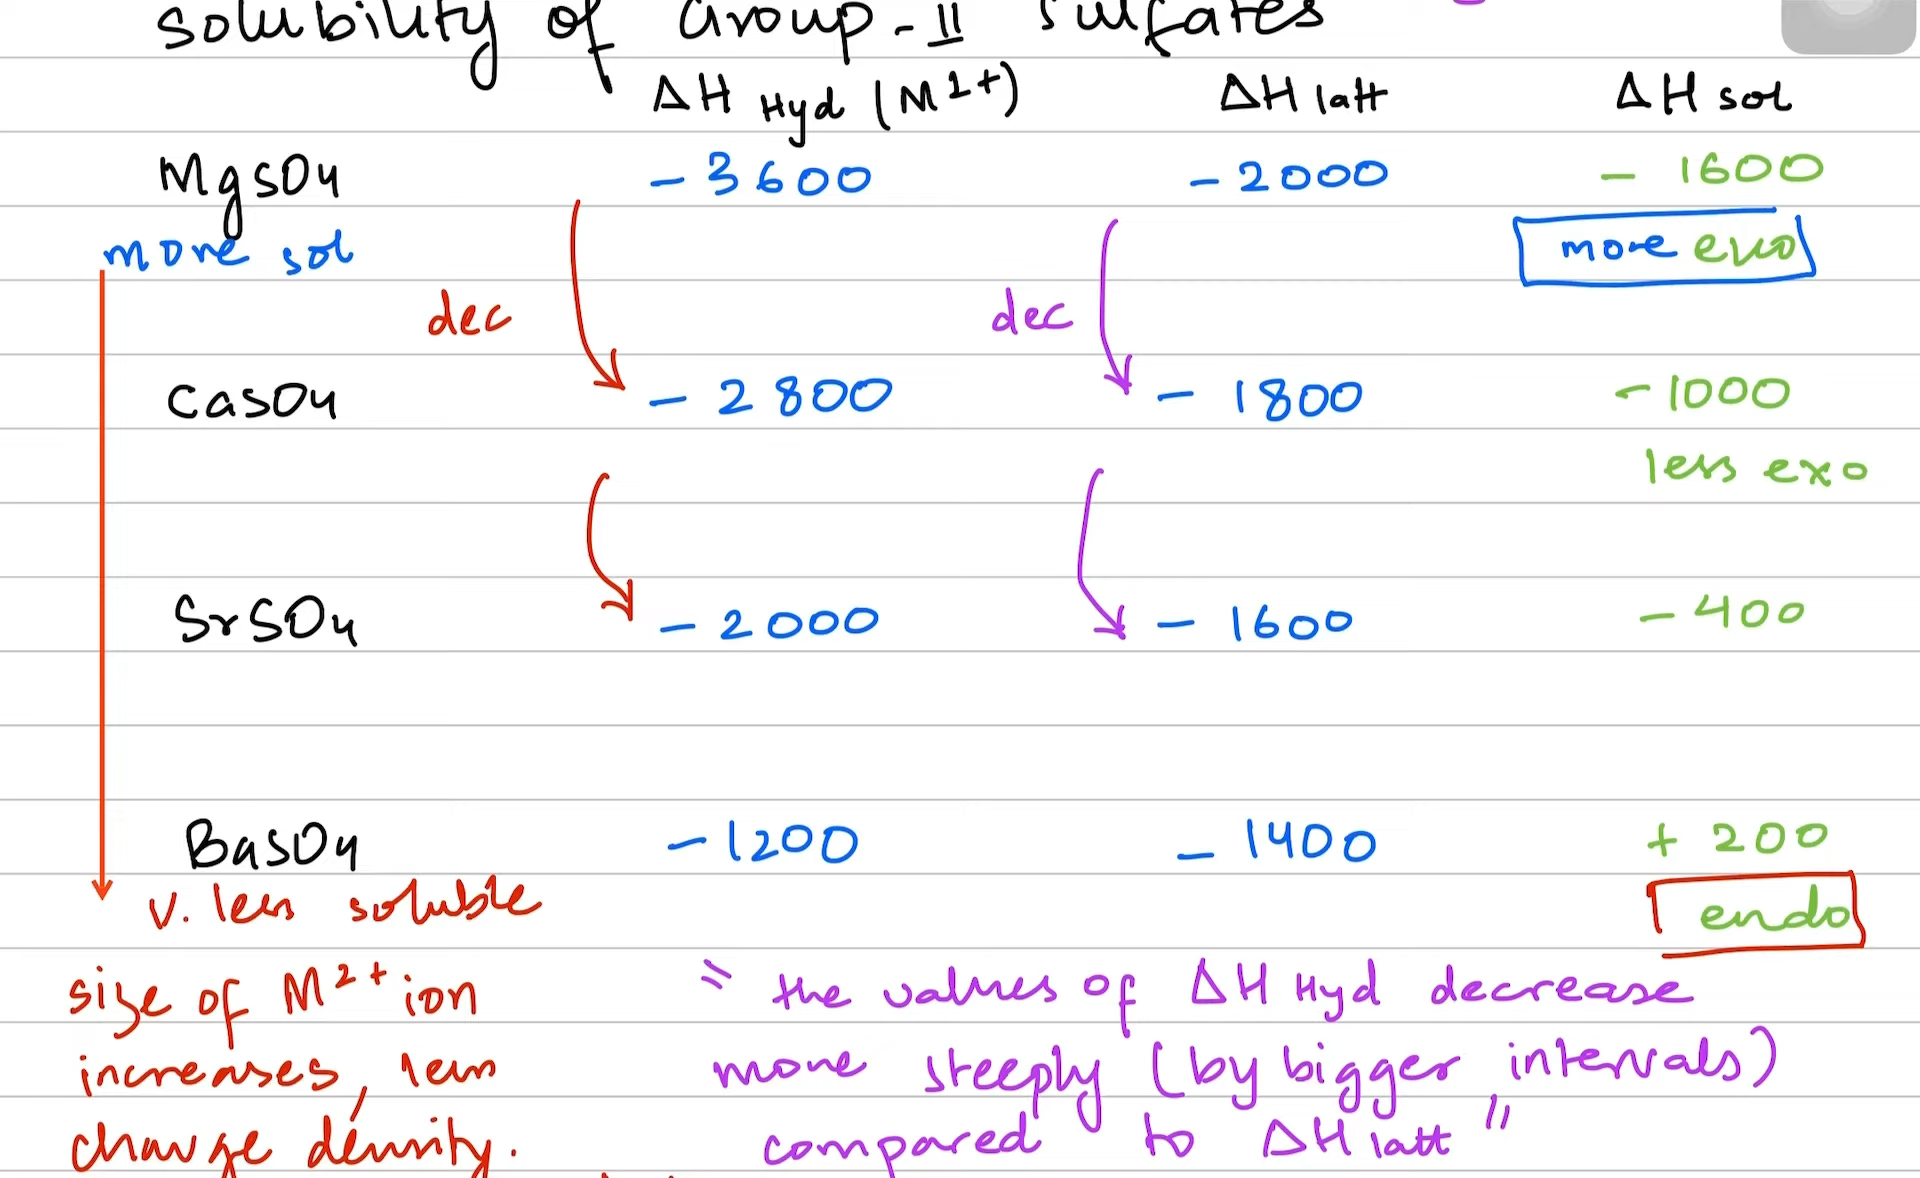 solubility of Group-II sulfates
ΔH Hyd (M2+) ΔH latt ΔH sol
MgSO4 - 3600 - 2000 - 1600
more sol more exo
dec dec
CaSO4 - 2800 - 1800 - 1000
less exo
SrSO4 - 2000 - 1600 - 400
BaSO4 - 1200 - 1400 + 200
v. less soluble endo
size of M2+ ion
increases, less
charge density.
"the values of ΔH Hyd decrease
more steeply (by bigger intervals)
compared to ΔH latt"